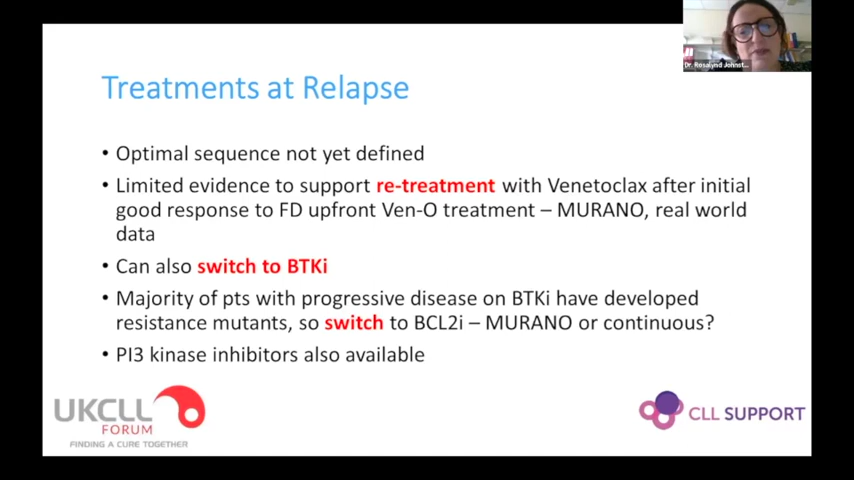 Dr. Rosalynd Johnst...
Treatments at Relapse
• Optimal sequence not yet defined
• Limited evidence to support re-treatment with Venetoclax after initial
good response to FD upfront Ven-O treatment – MURANO, real world
data
• Can also switch to BTKi
• Majority of pts with progressive disease on BTKi have developed
resistance mutants, so switch to BCL2i – MURANO or continuous?
• PI3 kinase inhibitors also available
UKCLL
FORUM
FINDING A CURE TOGETHER
CLL SUPPORT